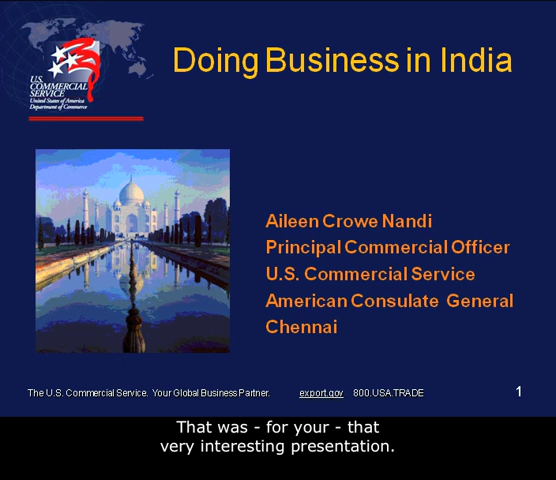 Doing Business in India
U.S.
COMMERCIAL
SERVICE
United States of America
Department of Commerce
Aileen Crowe Nandi
Principal Commercial Officer
U.S. Commercial Service
American Consulate General
Chennai
The U.S. Commercial Service. Your Global Business Partner. export.gov 800.USA.TRADE 1
That was - for your - that
very interesting presentation.